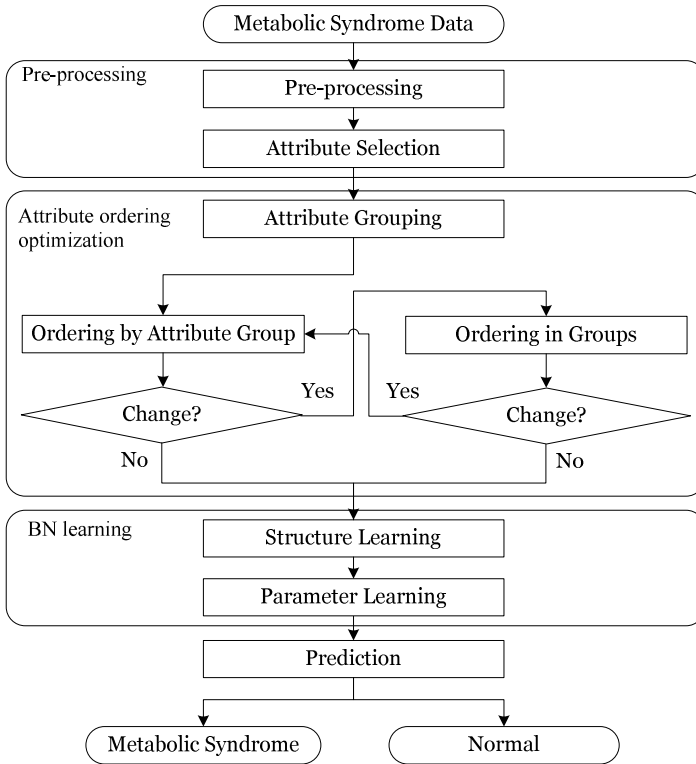 Metabolic Syndrome Data
Pre-processing
Pre-processing
Attribute Selection
Attribute ordering
optimization
Attribute Grouping
Ordering by Attribute Group
Ordering in Groups
Yes
Yes
Change?
Change?
No
No
BN learning
Structure Learning
Parameter Learning
Prediction
Metabolic Syndrome
Normal